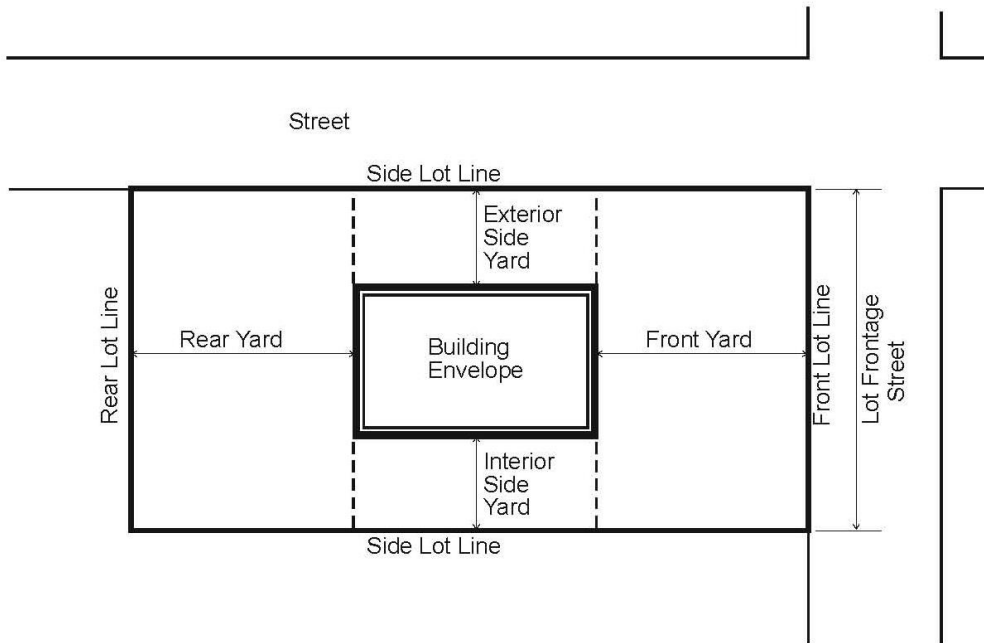 Street
Side Lot Line
Exterior
Side
Yard
Rear Lot Line
Rear Yard
Building
Envelope
Front Yard
Front Lot Line
Lot Frontage
Street
Interior
Side
Yard
Side Lot Line